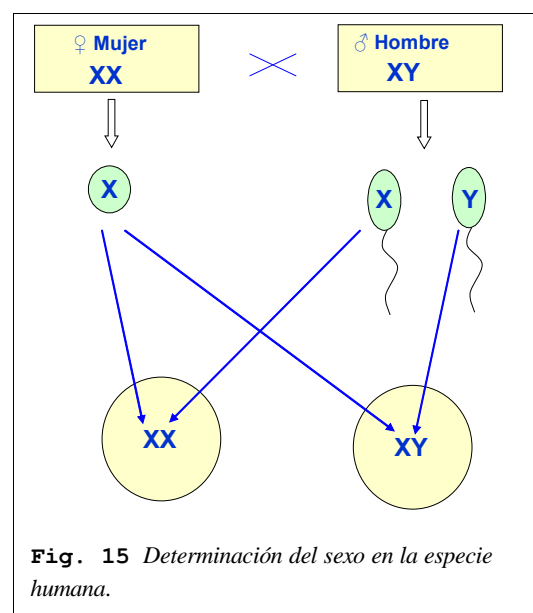 ♀ Mujer
XX
♂ Hombre
XY
X
X
Y
XX
XY
Fig. 15 Determinación del sexo en la especie
humana.